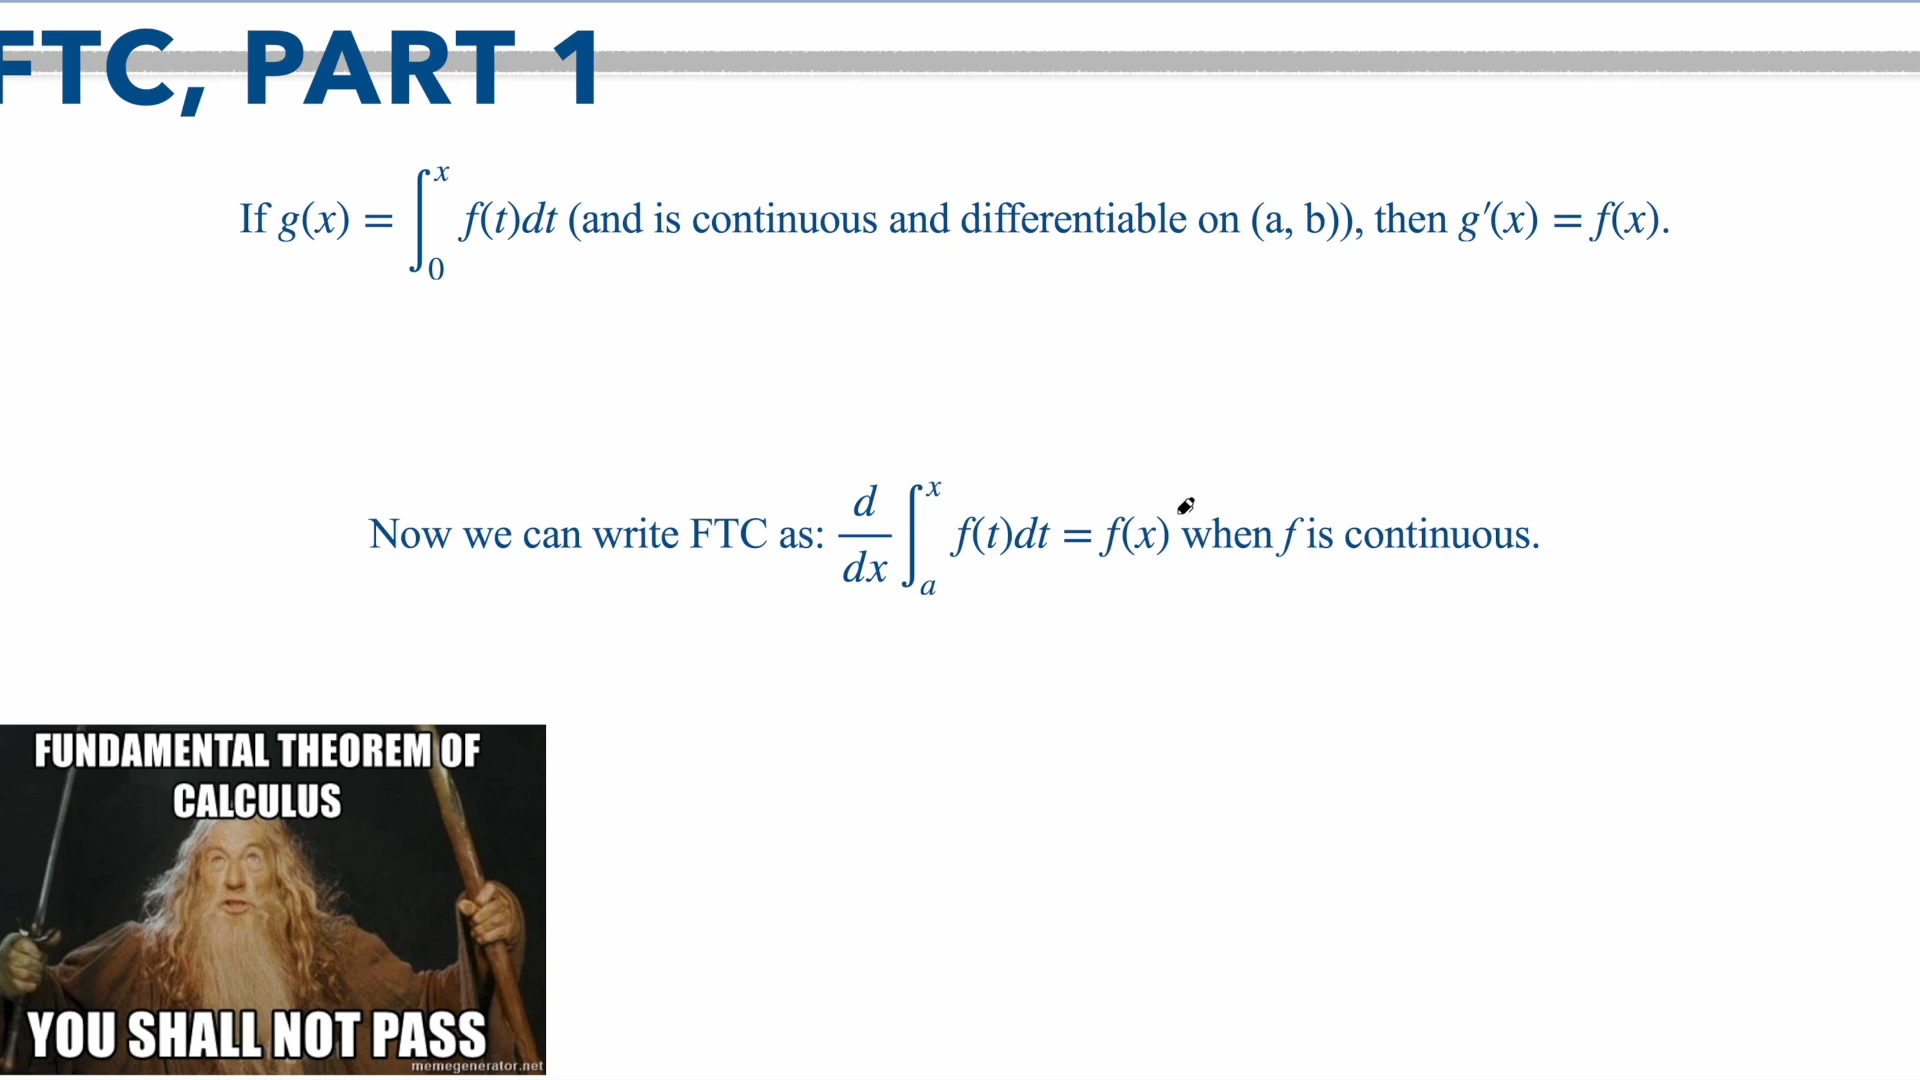 FTC, PART 1
If g(x) = ∫₀ˣ f(t)dt (and is continuous and differentiable on (a, b)), then g′(x) = f(x).
Now we can write FTC as: d/dx ∫ₐˣ f(t)dt = f(x) when f is continuous.
FUNDAMENTAL THEOREM OF
CALCULUS
YOU SHALL NOT PASS
memegenerator.net